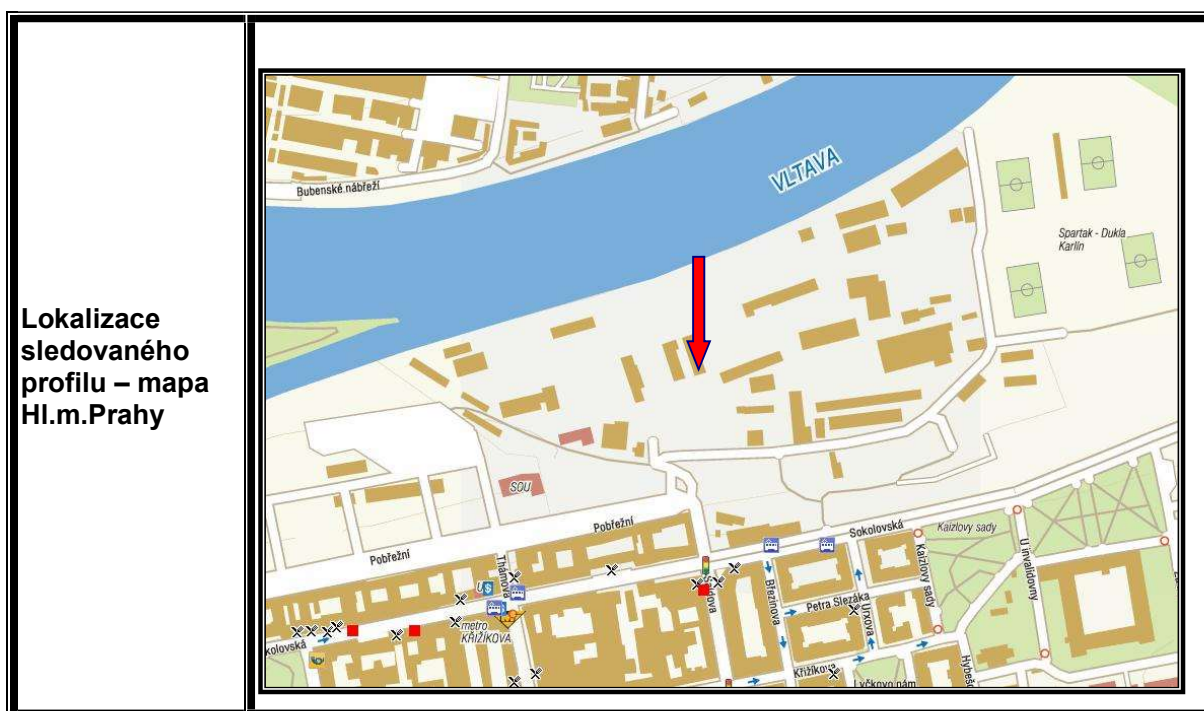 Lokalizace
sledovaného
profilu – mapa
Hl.m.Prahy
Bubenské nábřeží
VLTAVA
Spartak - Dukla
Karlín
SOU
Pobřežní
Pobřežní
Sokolovská
Kaizlovy sady
Thámova
Březinova
Petra Slezáka
Urxova
Kaizlovy sady
U invalidovny
metro
KŘIŽÍKOVA
okolovská
Křižíkova
Lyčkovo nám